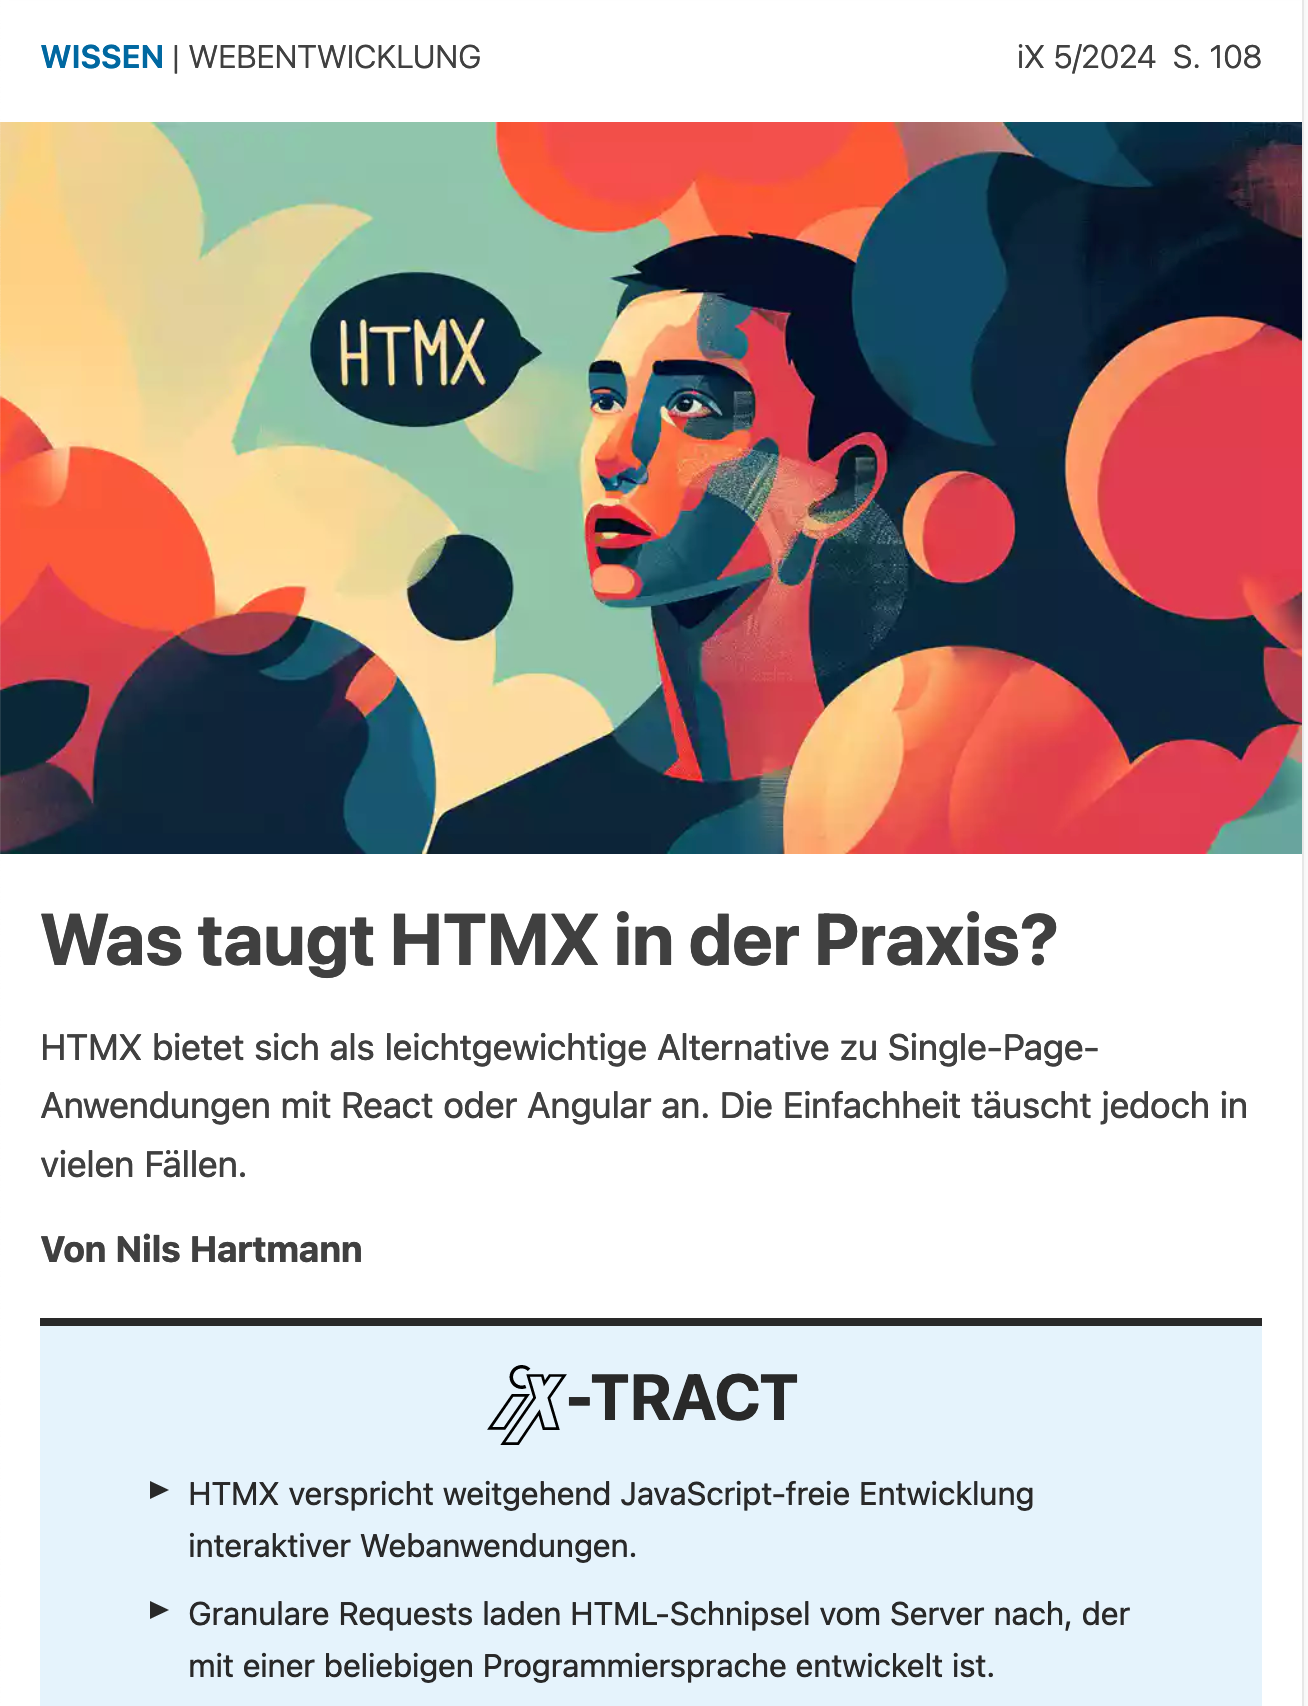 WISSEN | WEBENTWICKLUNG
iX 5/2024 S. 108
HTMX
Was taugt HTMX in der Praxis?
HTMX bietet sich als leichtgewichtige Alternative zu Single-Page-
Anwendungen mit React oder Angular an. Die Einfachheit täuscht jedoch in
vielen Fällen.
Von Nils Hartmann
iX-TRACT
► HTMX verspricht weitgehend JavaScript-freie Entwicklung
interaktiver Webanwendungen.
► Granulare Requests laden HTML-Schnipsel vom Server nach, der
mit einer beliebigen Programmiersprache entwickelt ist.